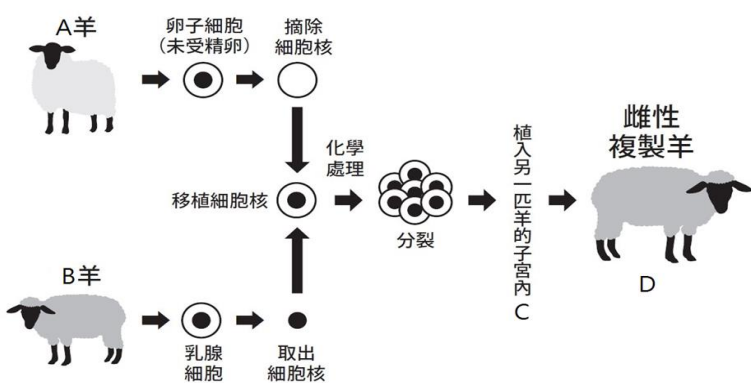 A羊
卵子細胞
（未受精卵）
摘除
細胞核
移植細胞核
化學
處理
分裂
植入另一匹羊的子宮內
C
雌性
複製羊
D
B羊
乳腺
細胞
取出
細胞核